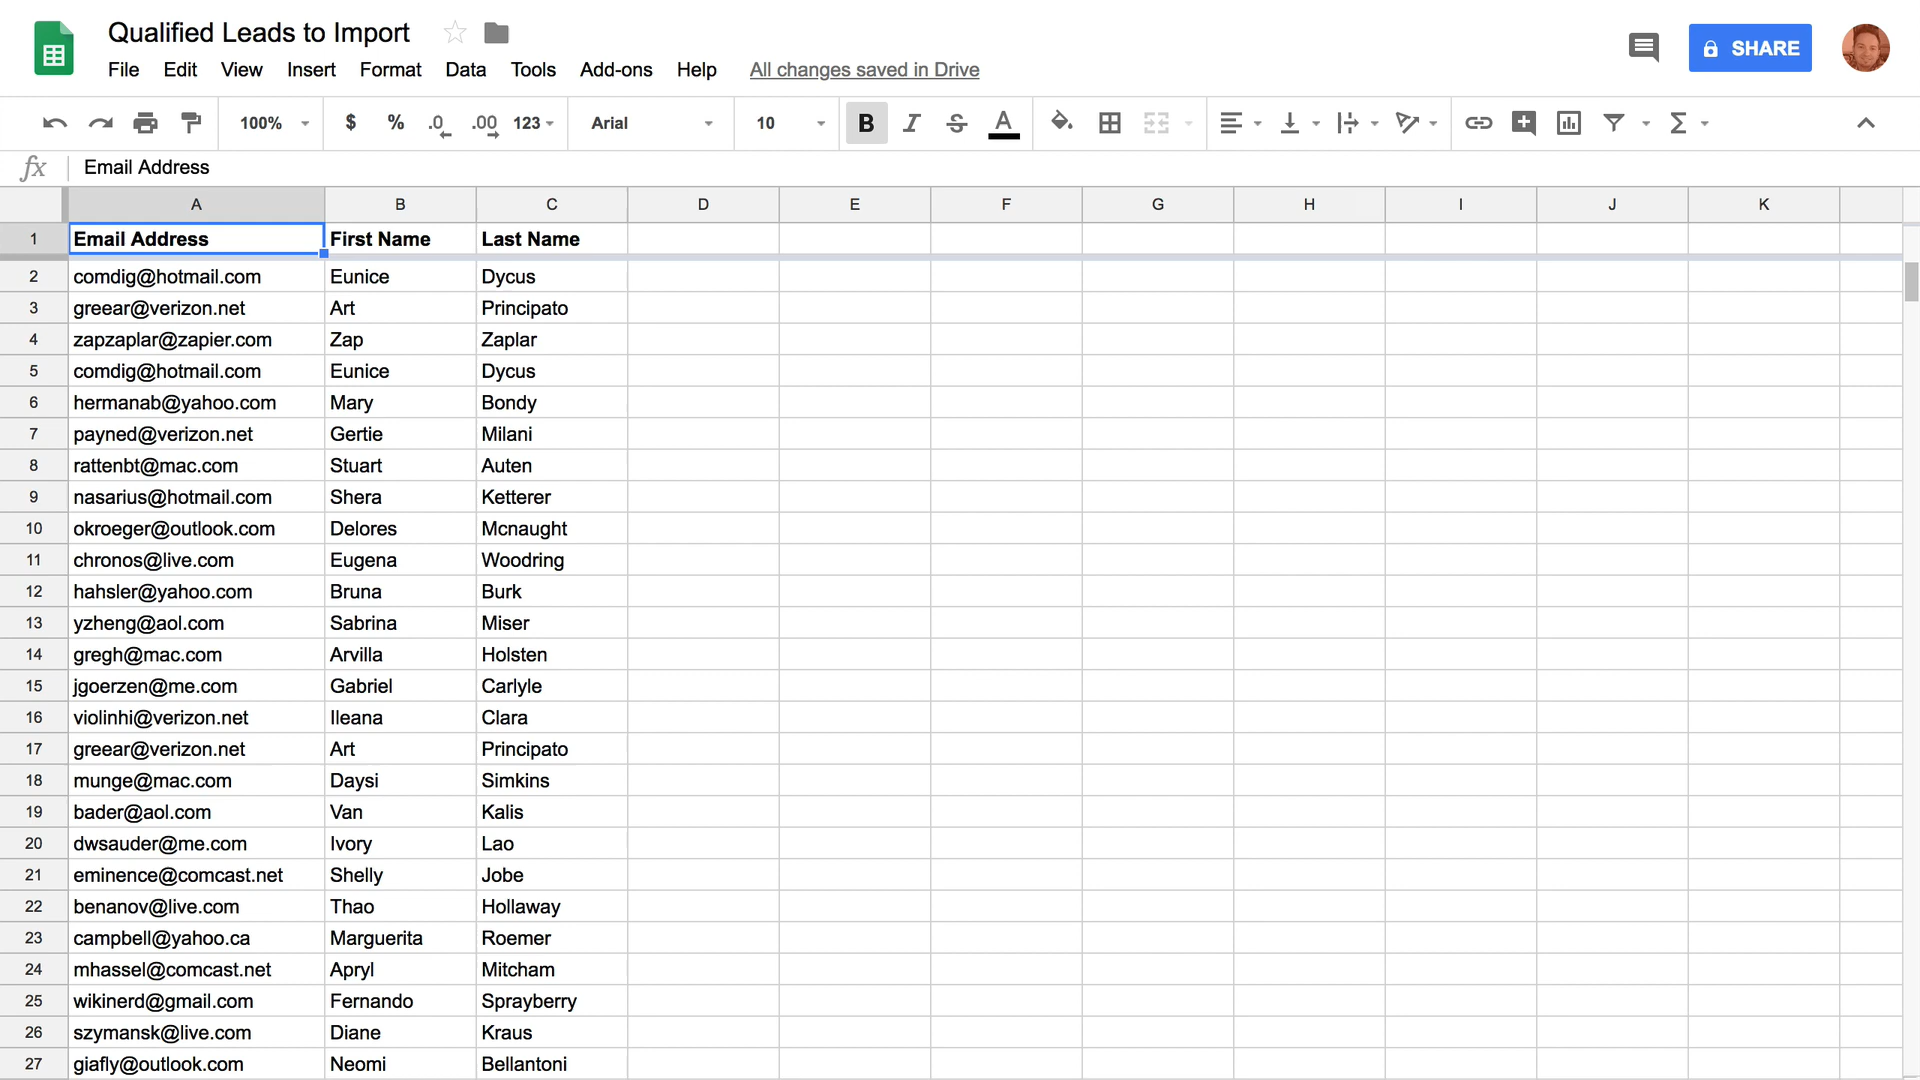 Qualified Leads to Import
File Edit View Insert Format Data Tools Add-ons Help All changes saved in Drive
SHARE
100% $ % .0 .00 123 Arial 10 B I S A Σ
fx Email Address
A B C D E F G H I J K
1 Email Address First Name Last Name
2 comdig@hotmail.com Eunice Dycus
3 greear@verizon.net Art Principato
4 zapzaplar@zapier.com Zap Zaplar
5 comdig@hotmail.com Eunice Dycus
6 hermanab@yahoo.com Mary Bondy
7 payned@verizon.net Gertie Milani
8 rattenbt@mac.com Stuart Auten
9 nasarius@hotmail.com Shera Ketterer
10 okroeger@outlook.com Delores Mcnaught
11 chronos@live.com Eugena Woodring
12 hahsler@yahoo.com Bruna Burk
13 yzheng@aol.com Sabrina Miser
14 gregh@mac.com Arvilla Holsten
15 jgoerzen@me.com Gabriel Carlyle
16 violinhi@verizon.net Ileana Clara
17 greear@verizon.net Art Principato
18 munge@mac.com Daysi Simkins
19 bader@aol.com Van Kalis
20 dwsauder@me.com Ivory Lao
21 eminence@comcast.net Shelly Jobe
22 benanov@live.com Thao Hollaway
23 campbell@yahoo.ca Marguerita Roemer
24 mhassel@comcast.net Apryl Mitcham
25 wikinerd@gmail.com Fernando Sprayberry
26 szymansk@live.com Diane Kraus
27 giafly@outlook.com Neomi Bellantoni